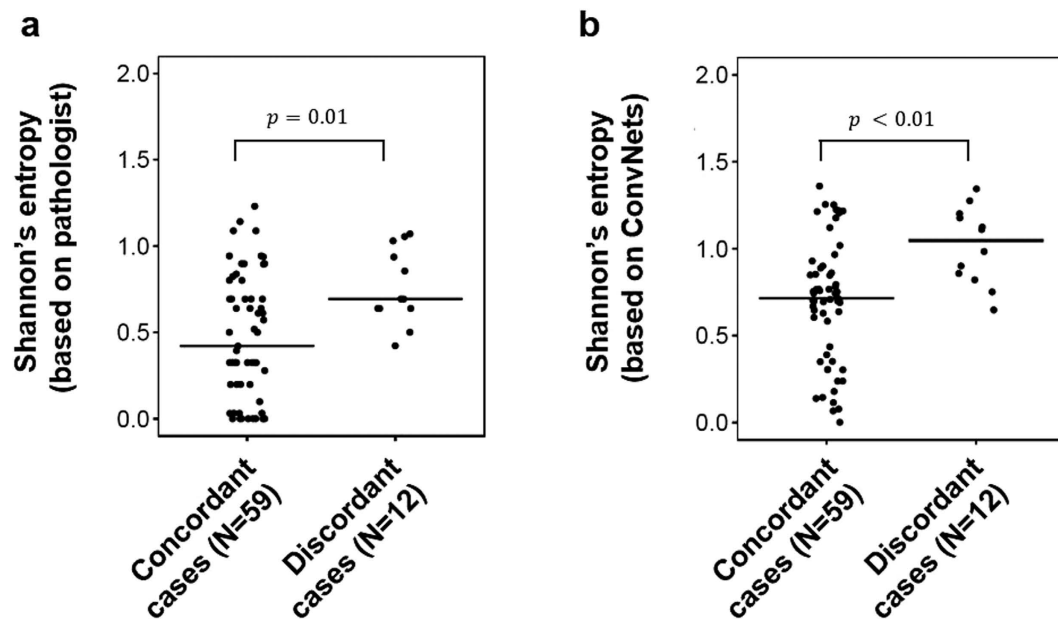 a
Shannon's entropy
(based on pathologist)
2.0
1.5
1.0
0.5
0.0
p = 0.01
Concordant
cases (N=59)
Discordant
cases (N=12)
b
Shannon's entropy
(based on ConvNets)
2.0
1.5
1.0
0.5
0.0
p < 0.01
Concordant
cases (N=59)
Discordant
cases (N=12)